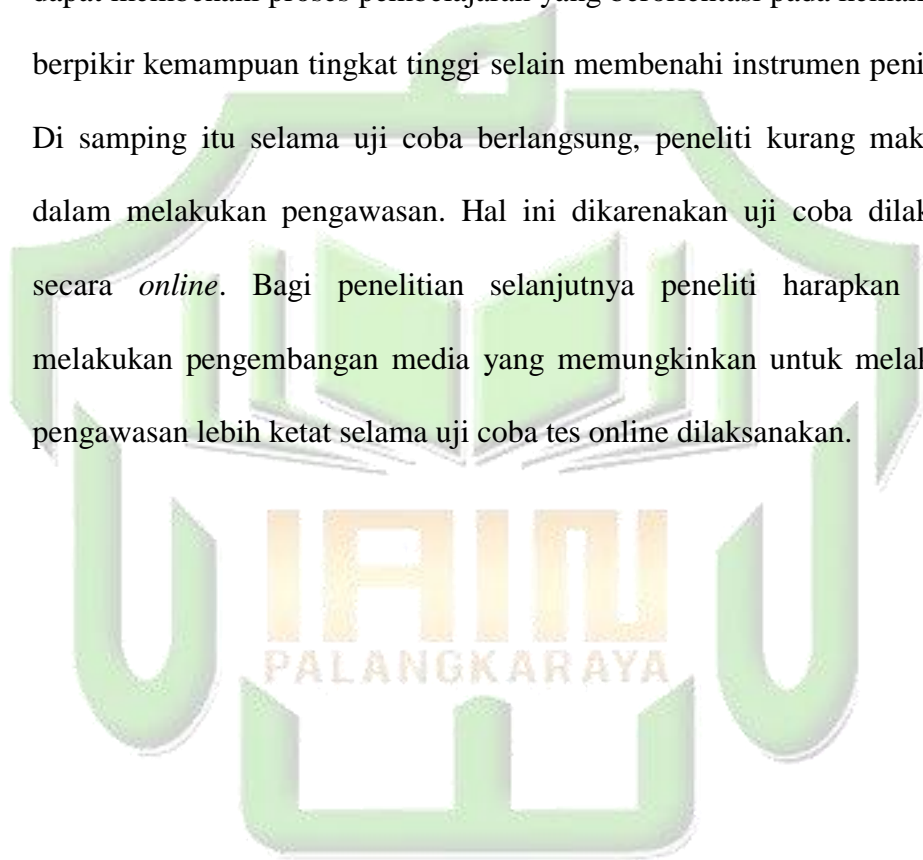 berpikir kemampuan tingkat tinggi selain membenahi instrumen peni
Di samping itu selama uji coba berlangsung, peneliti kurang mak
dalam melakukan pengawasan. Hal ini dikarenakan uji coba dilak
secara online. Bagi penelitian selanjutnya peneliti harapkan
melakukan pengembangan media yang memungkinkan untuk melak
pengawasan lebih ketat selama uji coba tes online dilaksanakan.
IAIN
PALANGKARAYA